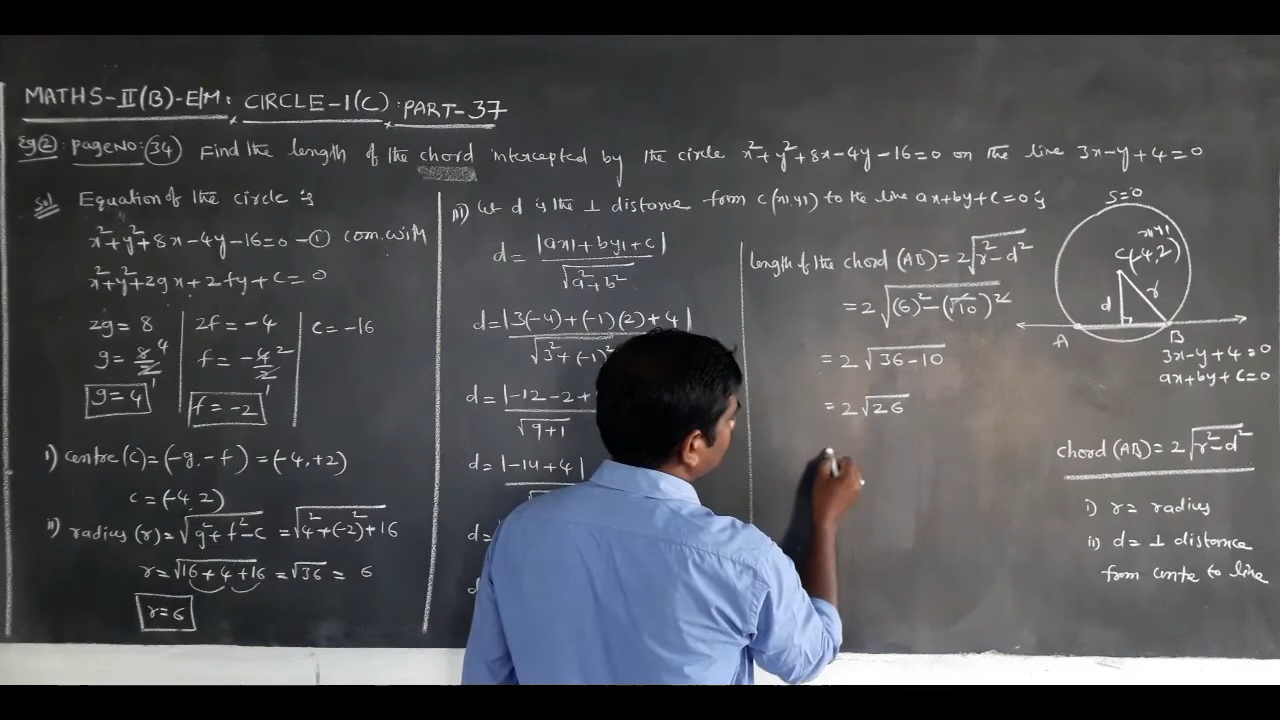 MATHS-II(B)-E/M: CIRCLE-1(C): PART-37
Eg②: page NO: (34) Find the length of the chord intercepted by the circle x²+y²+8x-4y-16=0 on the line 3x-y+4=0
Sol Equation of the circle is
x²+y²+8x-4y-16=0-① com. with
x²+y²+2gx+2fy+c=0
2g=8 | 2f=-4 | c=-16
g=8/2 4 | f=-4/2 2
g=4 | f=-2
i) centre (c)=(-g,-f)=(-4,+2)
c=(-4,2)
ii) radius (r)=√g²+f²-c =√4²+(-2)²+16
r=√16+4+16 =√36 = 6
r=6
iii) let d is the ⊥ distance from c(x1,y1) to the line ax+by+c=0 is
d=|ax1+by1+c|/√a²+b²
d=|3(-4)+(-1)(2)+4|/√3²+(-1)²
d=|-12-2+/√9+1
d=|-14+4|
d=
length of the chord (AB)=2√r²-d²
=2√(6)²-(√10)²
=2√36-10
=2√26
S=0
x1,y1
C(-4,2)
d r
A B
3x-y+4=0
ax+by+c=0
chord (AB)=2√r²-d²
i) r= radius
ii) d=⊥ distance
from centre to line